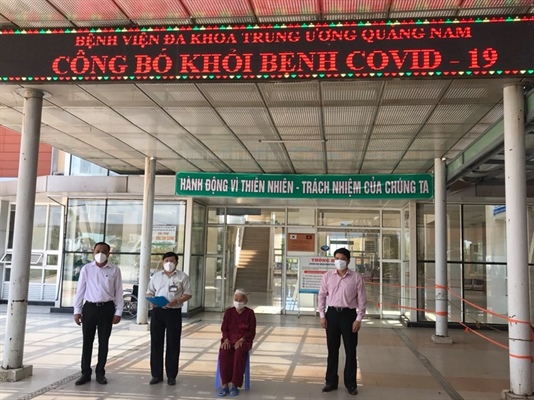 BỆNH VIỆN ĐA KHOA TRUNG ƯƠNG QUẢNG NAM
CÔNG BỐ KHỎI BỆNH COVID - 19
HÀNH ĐỘNG VÌ THIÊN NHIÊN - TRÁCH NHIỆM CỦA CHÚNG TA